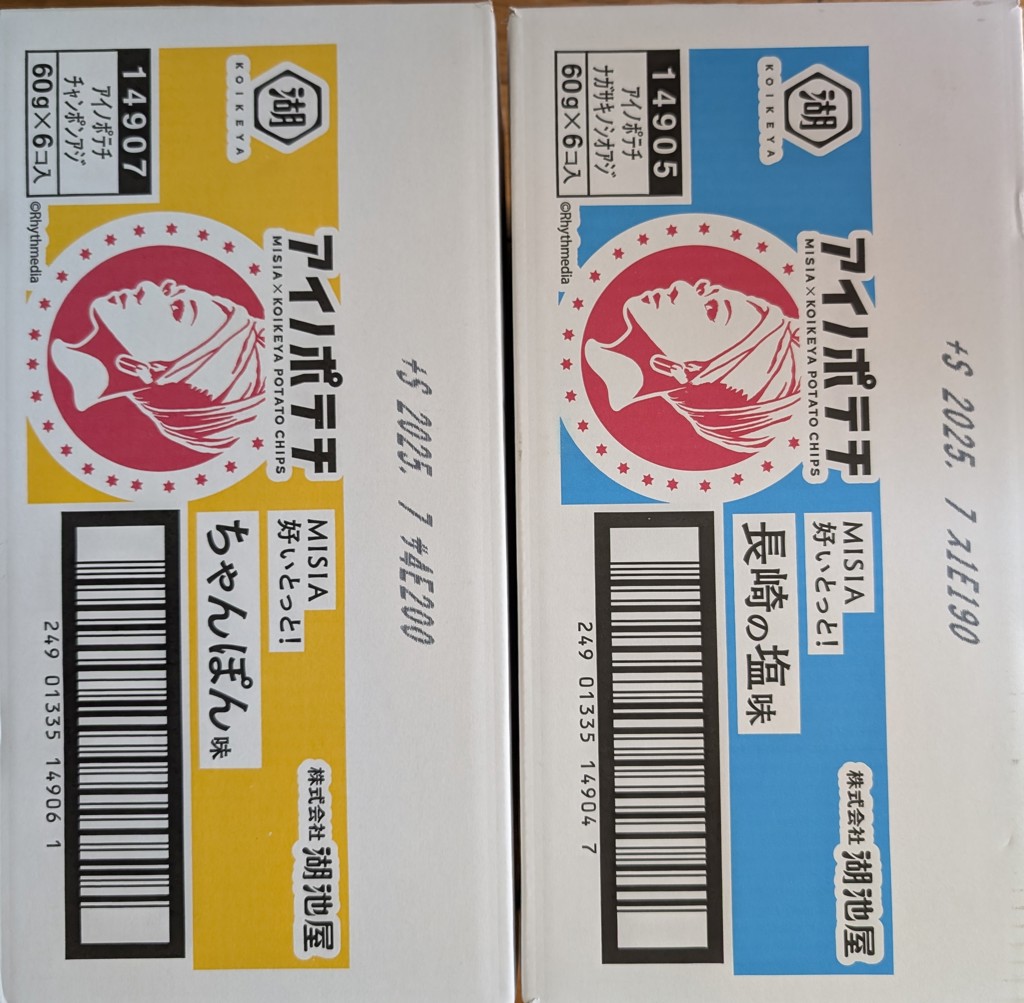 14907
アイノポテチ
チャンポンアジ
60g×6コ入
湖
KOIKEYA
©Rhythmedia
アイノポテチ
MISIA×KOIKEYA POTATO CHIPS
MISIA
好いとっと!
ちゃんぽん味
株式会社 湖池屋
249 01335 14906 1
+S 2025. 7 サ4E200
14905
アイノポテチ
ナガサキノシオアジ
60g×6コ入
湖
KOIKEYA
©Rhythmedia
アイノポテチ
MISIA×KOIKEYA POTATO CHIPS
MISIA
好いとっと!
長崎の塩味
株式会社 湖池屋
249 01335 14904 7
+S 2025. 7 ス1E190